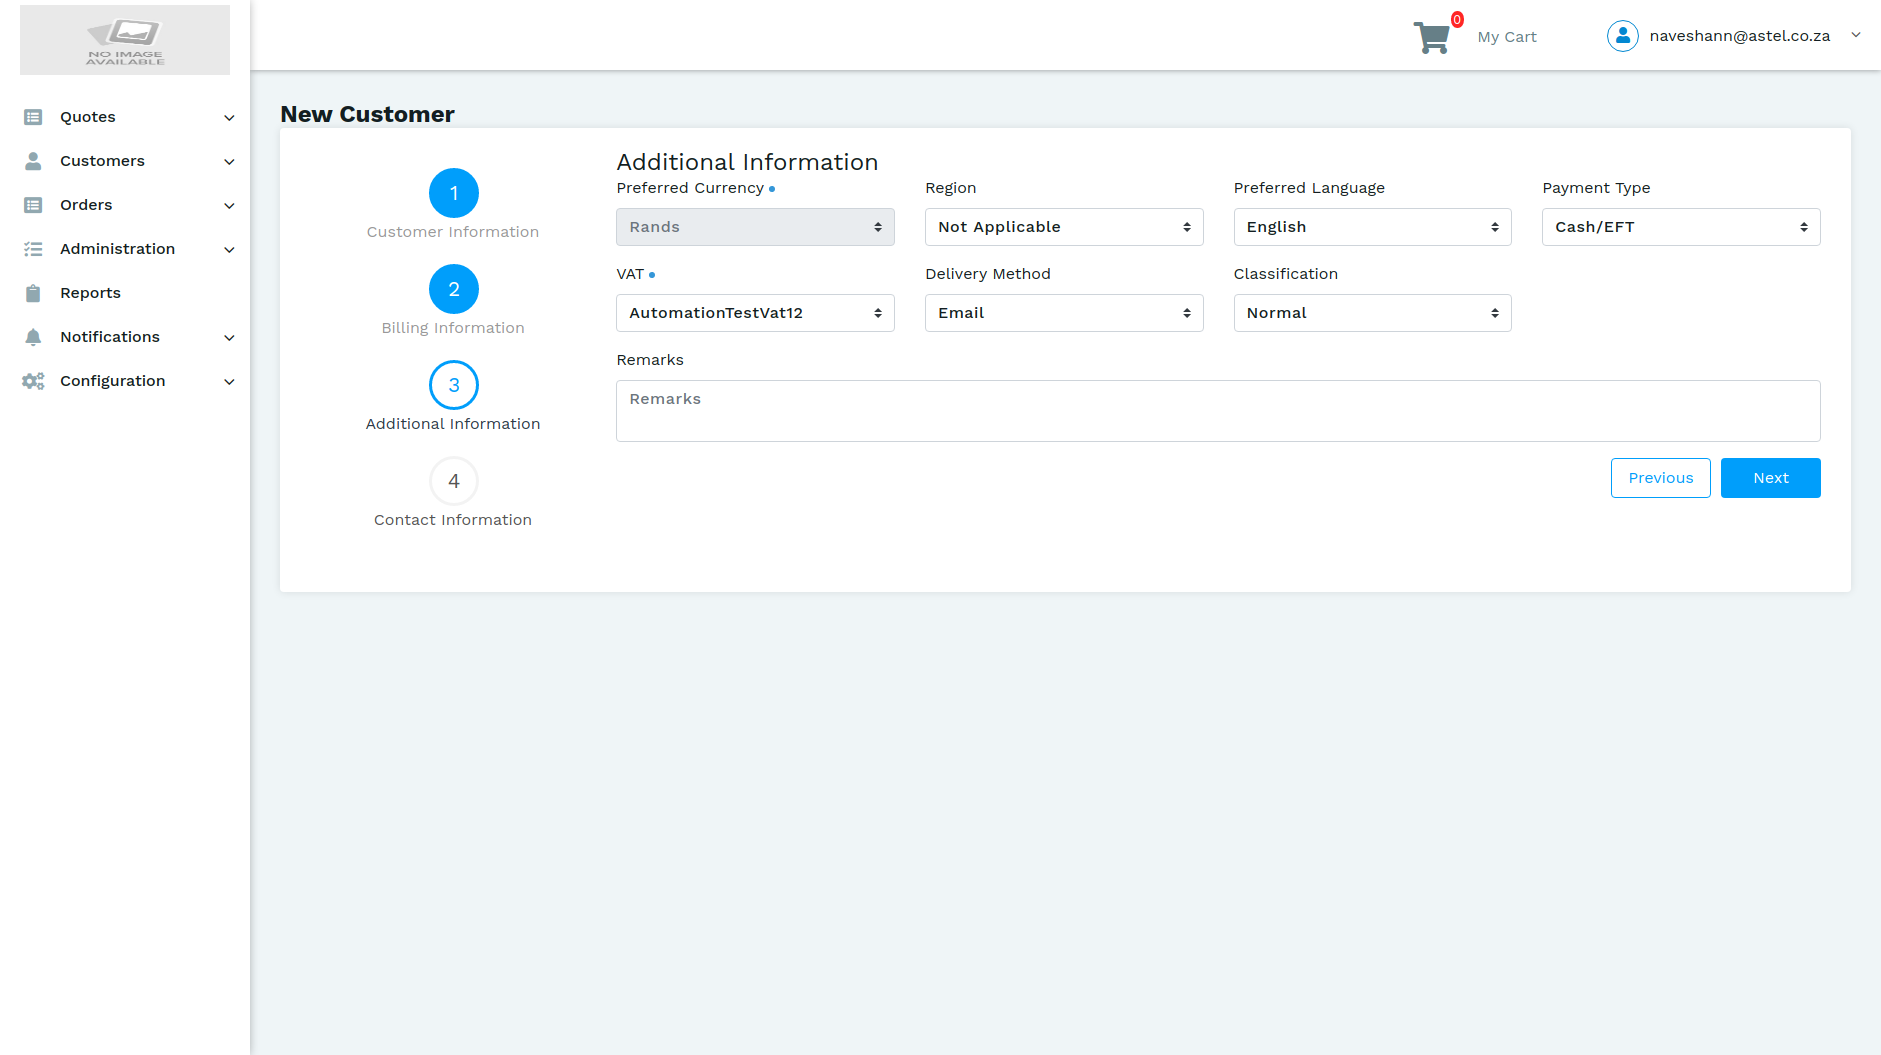 NO IMAGE
AVAILABLE
0
My Cart
naveshann@astel.co.za
Quotes
Customers
Orders
Administration
Reports
Notifications
Configuration
New Customer
1
Customer Information
2
Billing Information
3
Additional Information
4
Contact Information
Additional Information
Preferred Currency
Rands
Region
Not Applicable
Preferred Language
English
Payment Type
Cash/EFT
VAT
AutomationTestVat12
Delivery Method
Email
Classification
Normal
Remarks
Remarks
Previous
Next